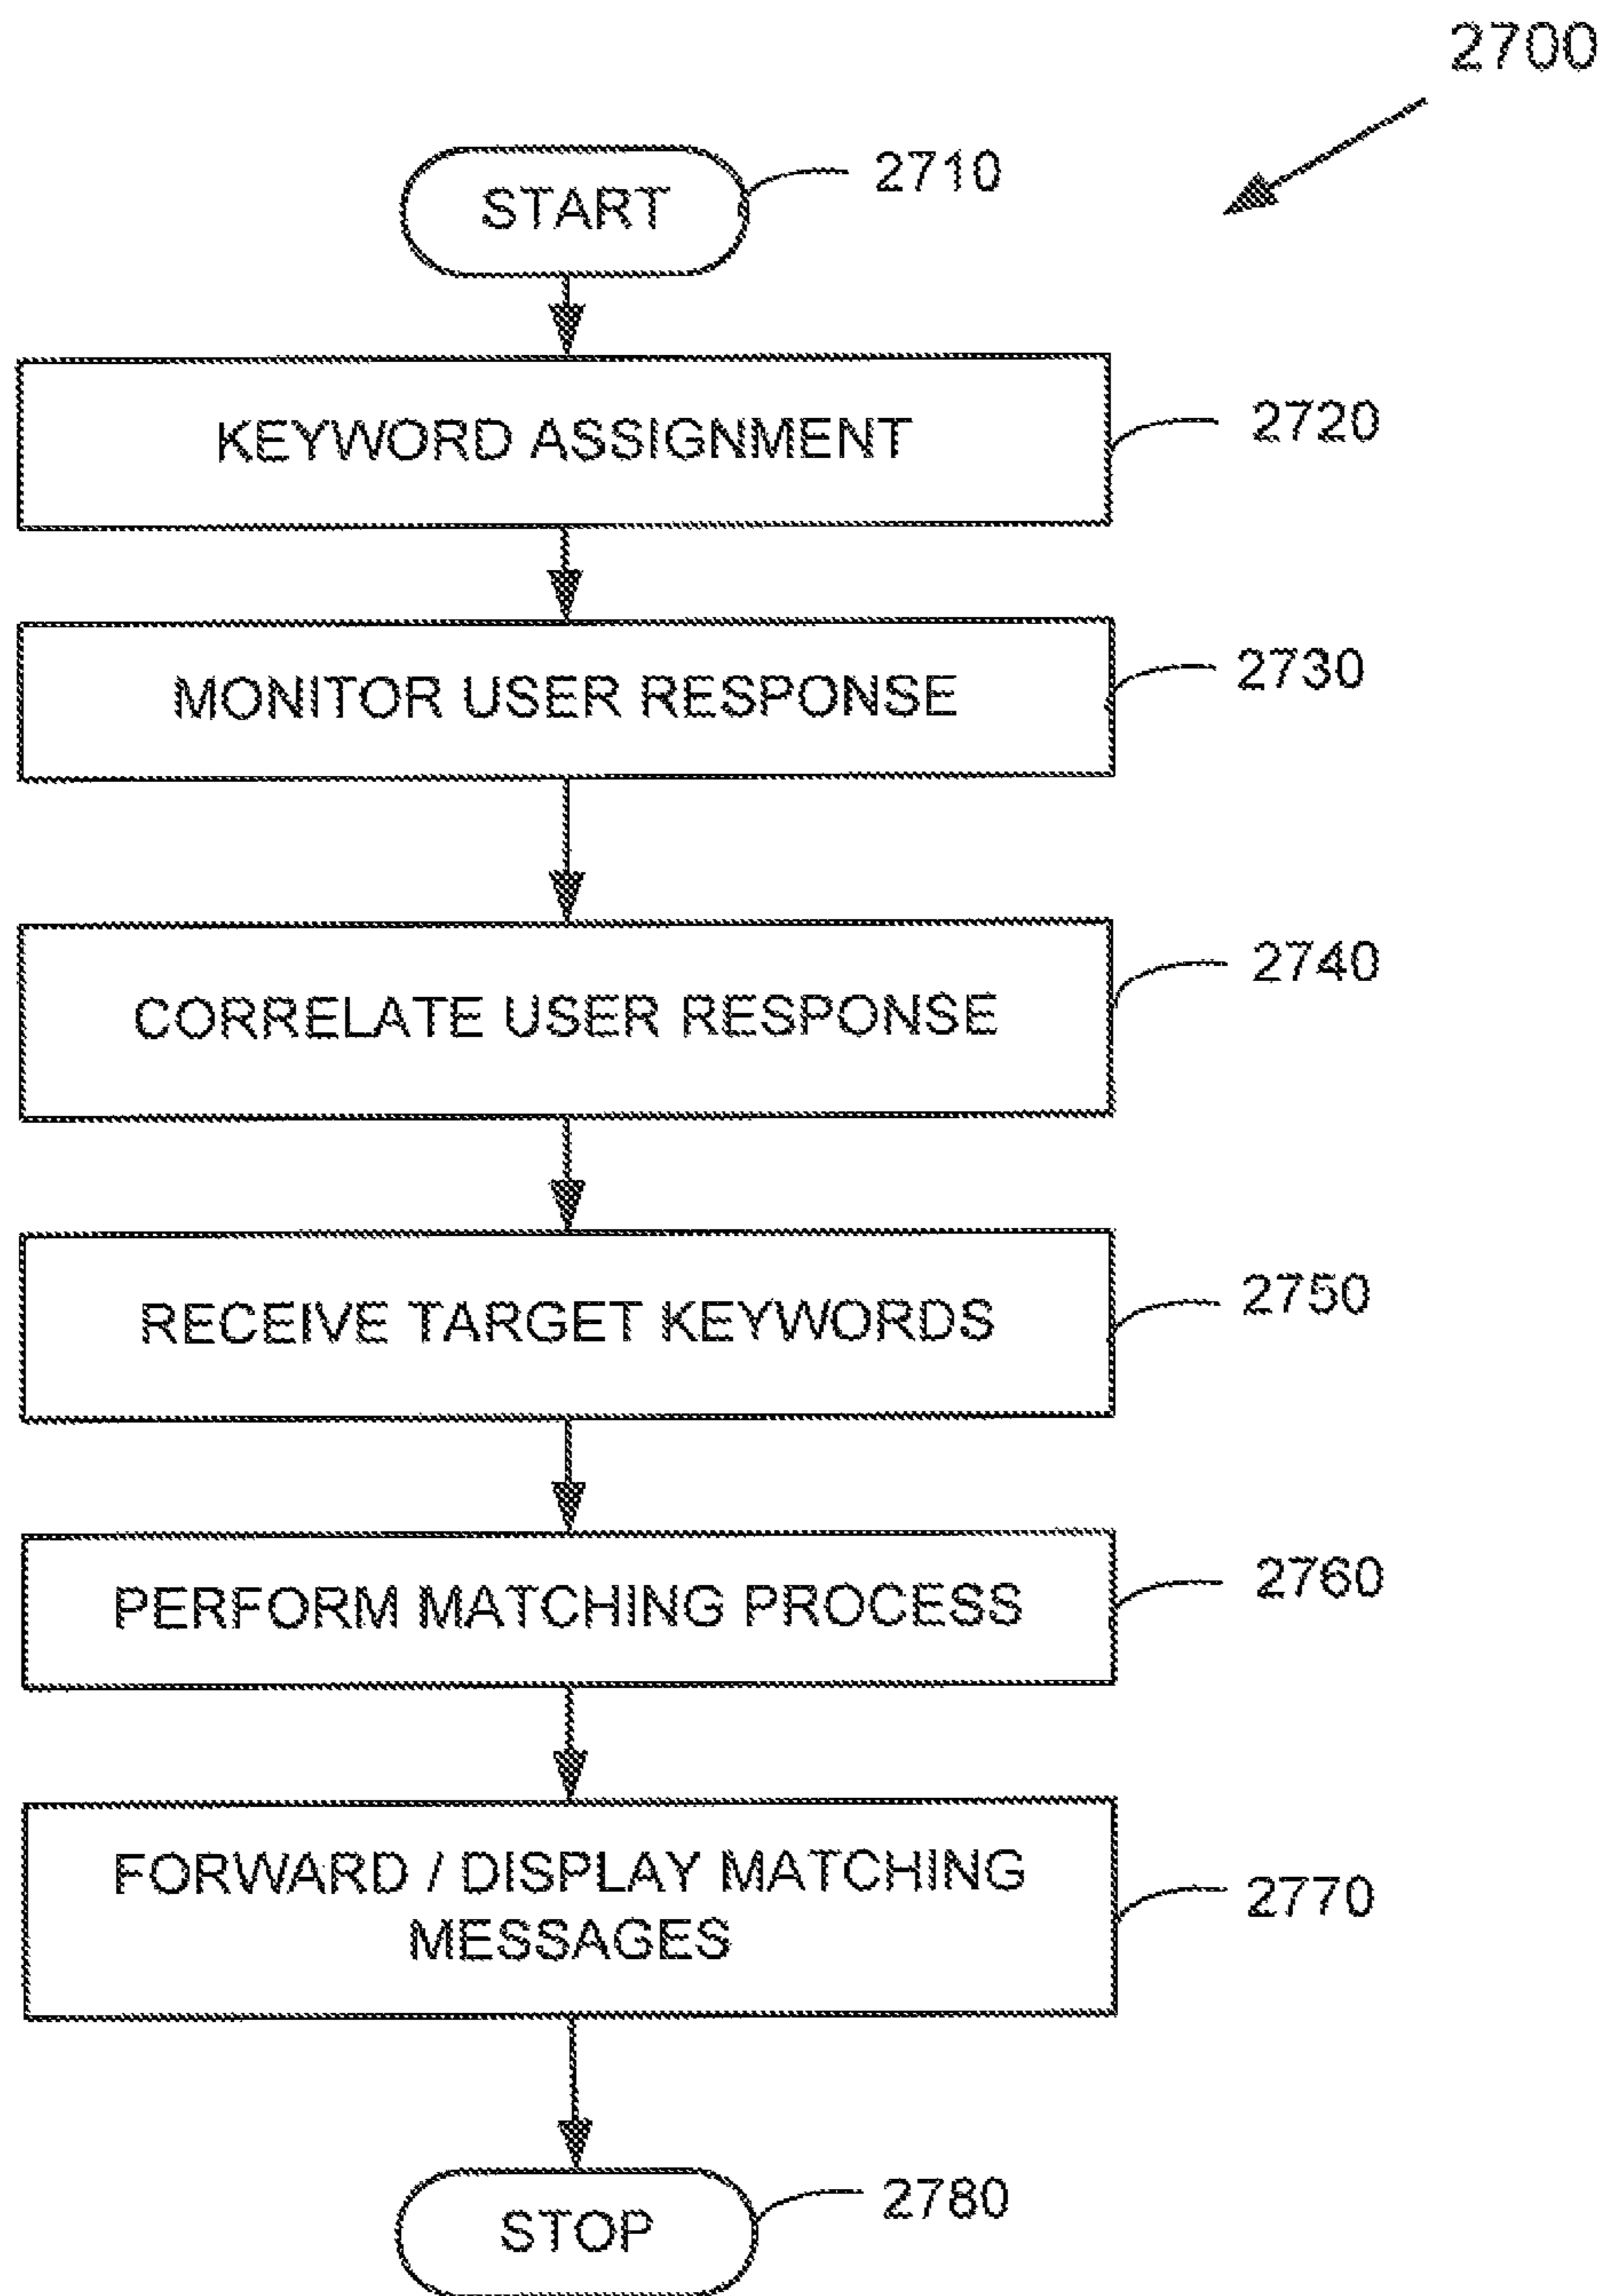 2700
START
2710
KEYWORD ASSIGNMENT
2720
MONITOR USER RESPONSE
2730
CORRELATE USER RESPONSE
2740
RECEIVE TARGET KEYWORDS
2750
PERFORM MATCHING PROCESS
2760
FORWARD / DISPLAY MATCHING
MESSAGES
2770
STOP
2780